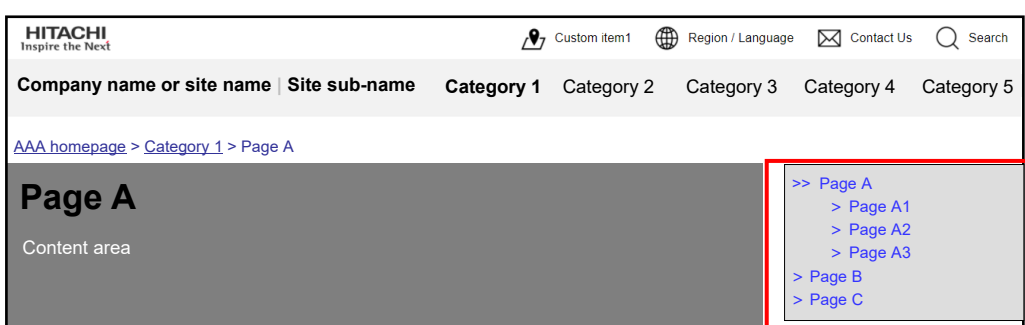 HITACHI
Inspire the Next
Custom item1 Region / Language Contact Us Search
Company name or site name | Site sub-name Category 1 Category 2 Category 3 Category 4 Category 5
AAA homepage > Category 1 > Page A
Page A
Content area
>> Page A
> Page A1
> Page A2
> Page A3
> Page B
> Page C